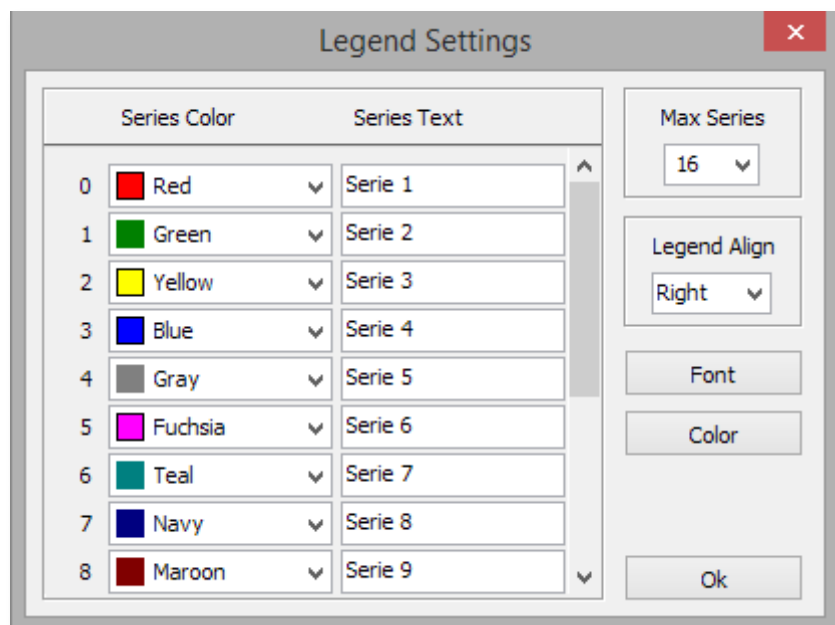 Legend Settings
Series Color Series Text
0 Red Serie 1
1 Green Serie 2
2 Yellow Serie 3
3 Blue Serie 4
4 Gray Serie 5
5 Fuchsia Serie 6
6 Teal Serie 7
7 Navy Serie 8
8 Maroon Serie 9
Max Series
16
Legend Align
Right
Font
Color
Ok